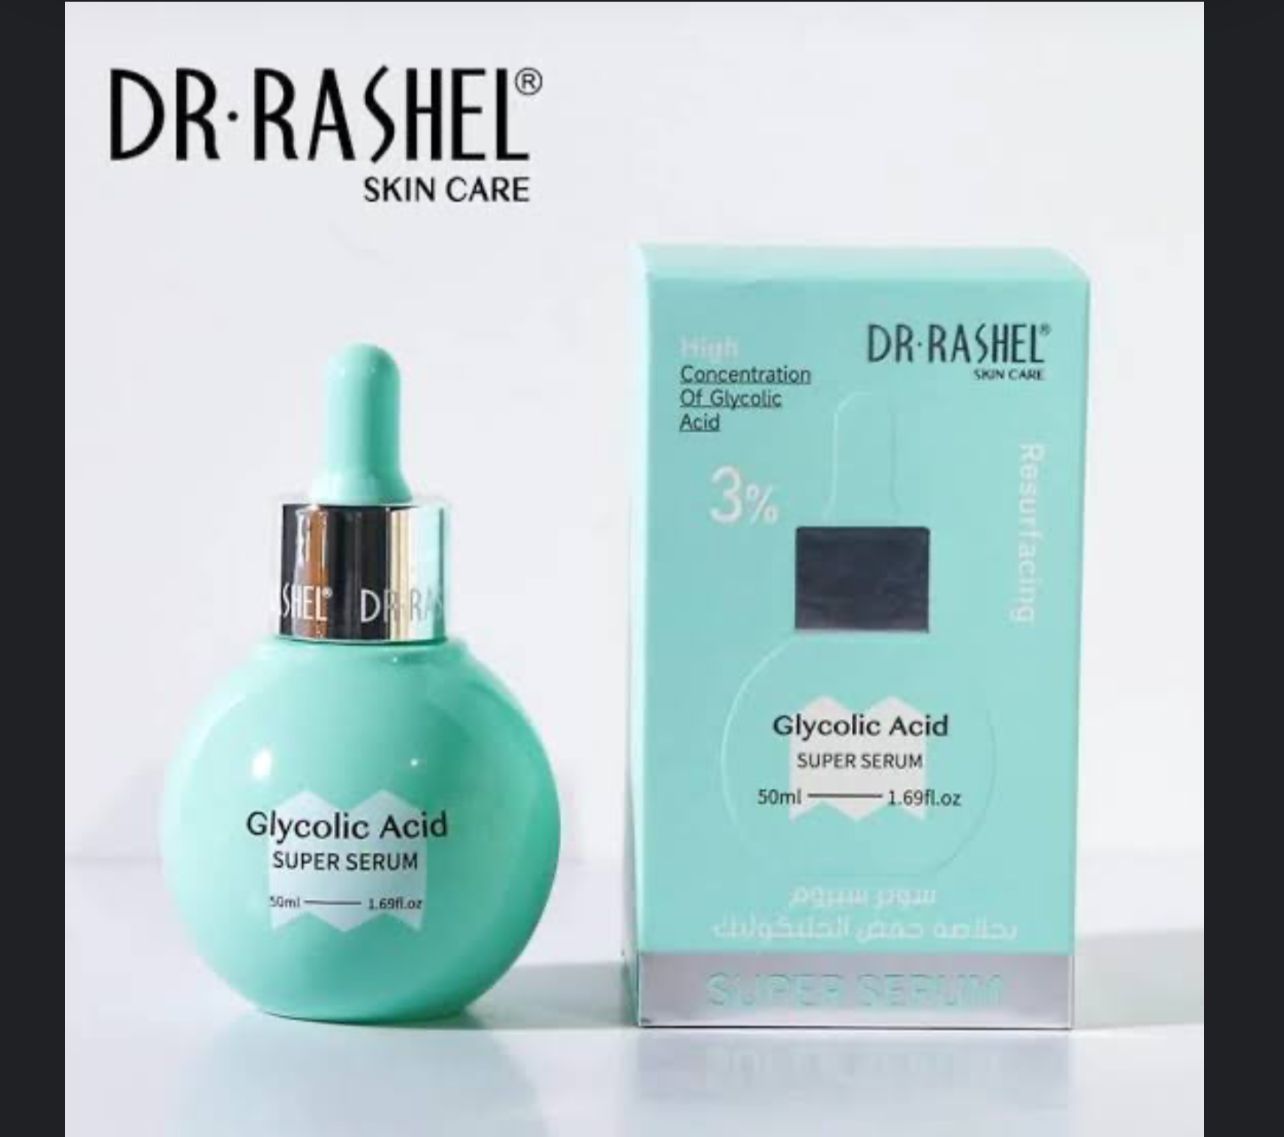 DR·RASHEL®
SKIN CARE
High
Concentration
Of Glycolic
Acid
3%
DR·RASHEL®
SKIN CARE
Resurfacing
SHEL® DR·RA
Glycolic Acid
SUPER SERUM
50ml 1.69fl.oz
Glycolic Acid
SUPER SERUM
50ml 1.69fl.oz
سوبر سيروم
بخلاصة حمض الجليكوليك
SUPER SERUM